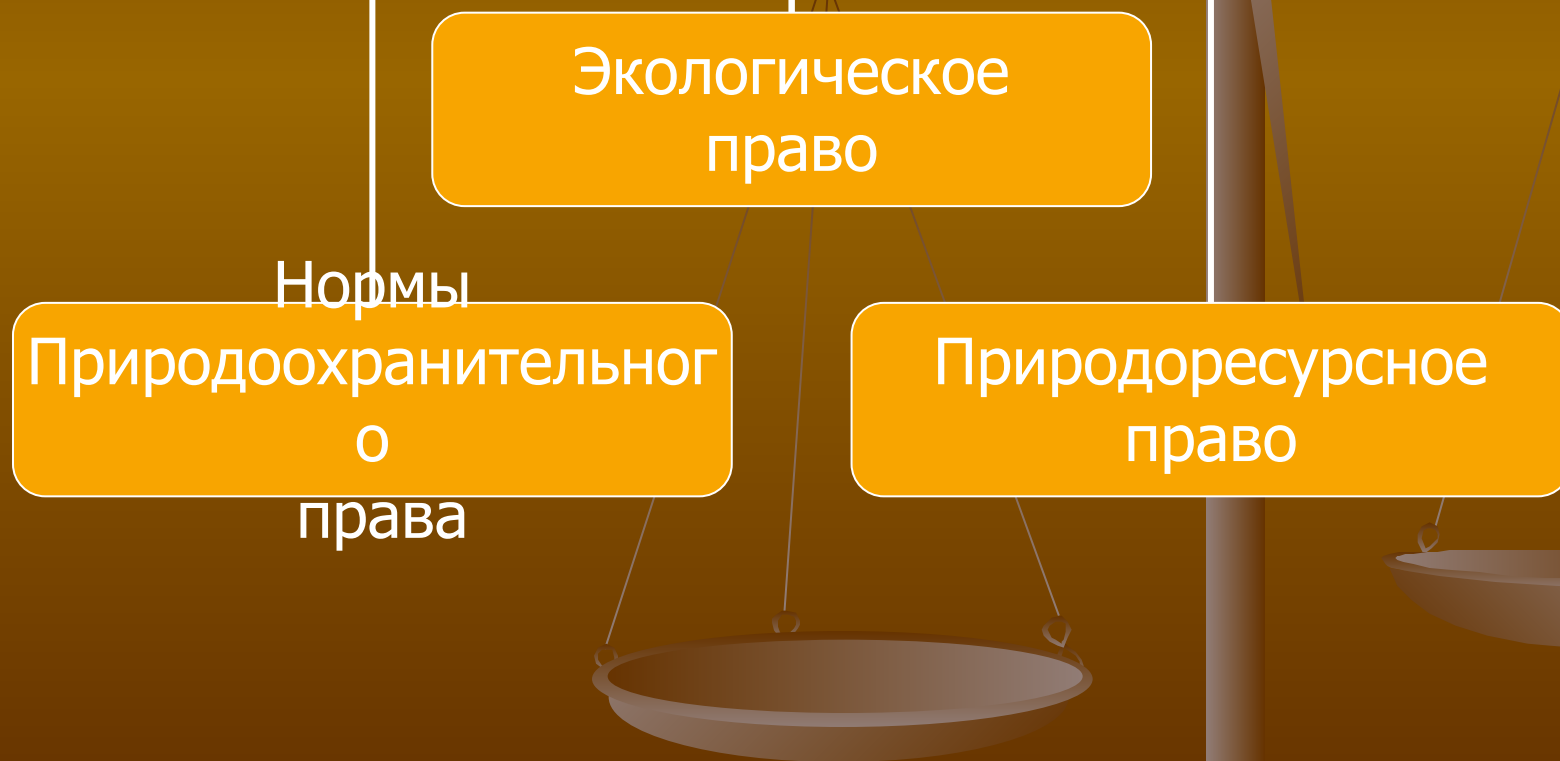 Экологическое
право
Нормы
Природоохранительног
о
права
Природоресурсное
право